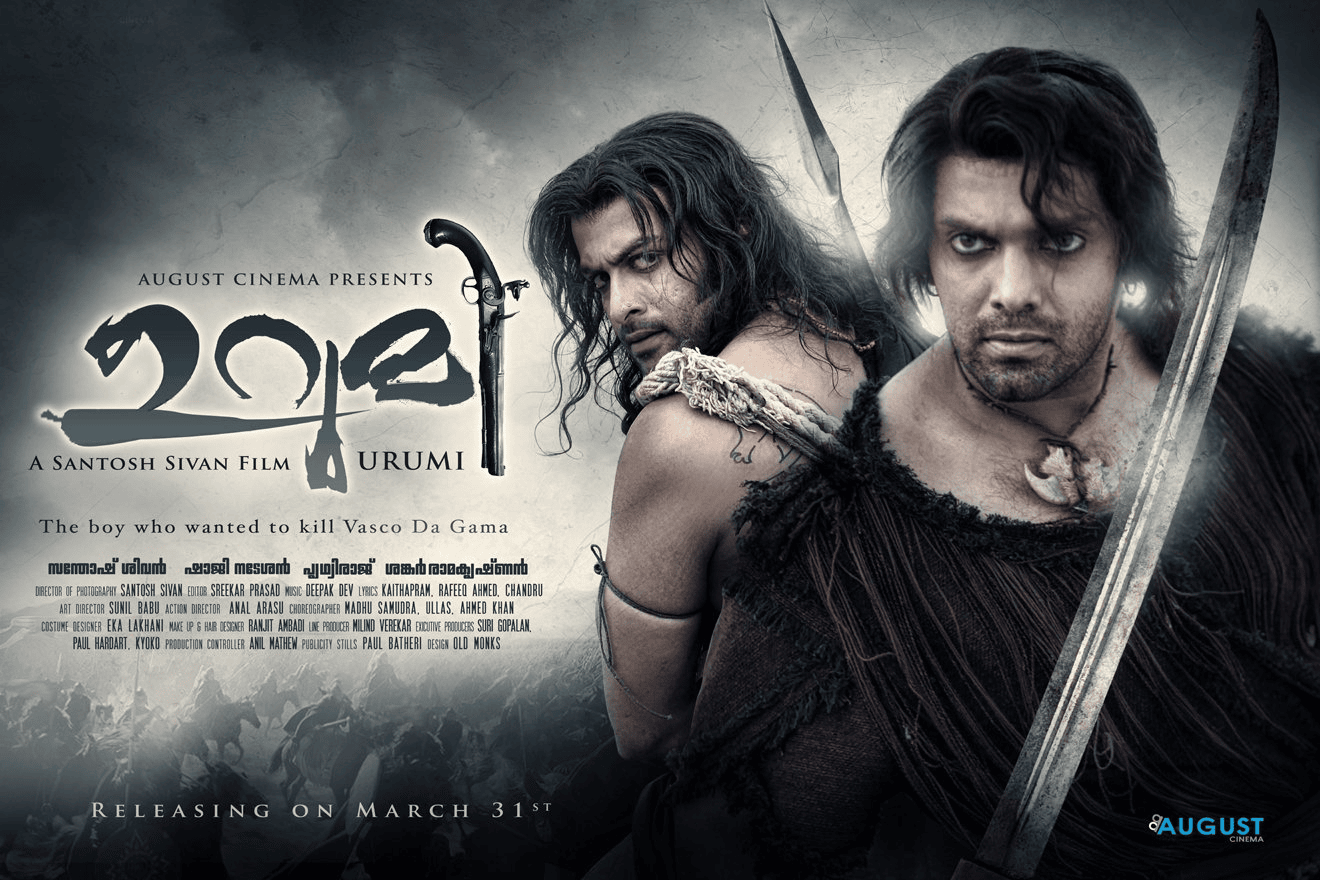 AUGUST CINEMA PRESENTS
ഉറുമി
A SANTOSH SIVAN FILM URUMI
The boy who wanted to kill Vasco Da Gama
സന്തോഷ് ശിവൻ ഷാജി നടേശൻ പൃഥ്വിരാജ് ശങ്കർ രാമകൃഷ്ണൻ
DIRECTOR OF PHOTOGRAPHY SANTOSH SIVAN EDITOR SREEKAR PRASAD MUSIC DEEPAK DEV LYRICS KAITHAPRAM, RAFEEQ AHMED, CHANDRU
ART DIRECTOR SUNIL BABU ACTION DIRECTOR ANAL ARASU CHOREOGRAPHER MADHU SAMUDRA, ULLAS, AHMED KHAN
COSTUME DESIGNER EKA LAKHANI MAKE UP & HAIR DESIGNER RANJIT AMBADI LINE PRODUCER MILIND VEREKAR EXICUTIVE PRODUCERS SURI GOPALAN,
PAUL HARDART, KYOKO PRODUCTION CONTROLLER ANIL MATHEW PUBLICITY STILLS PAUL BATHERI DESIGN OLD MONKS
RELEASING ON MARCH 31ST
AUGUST
CINEMA